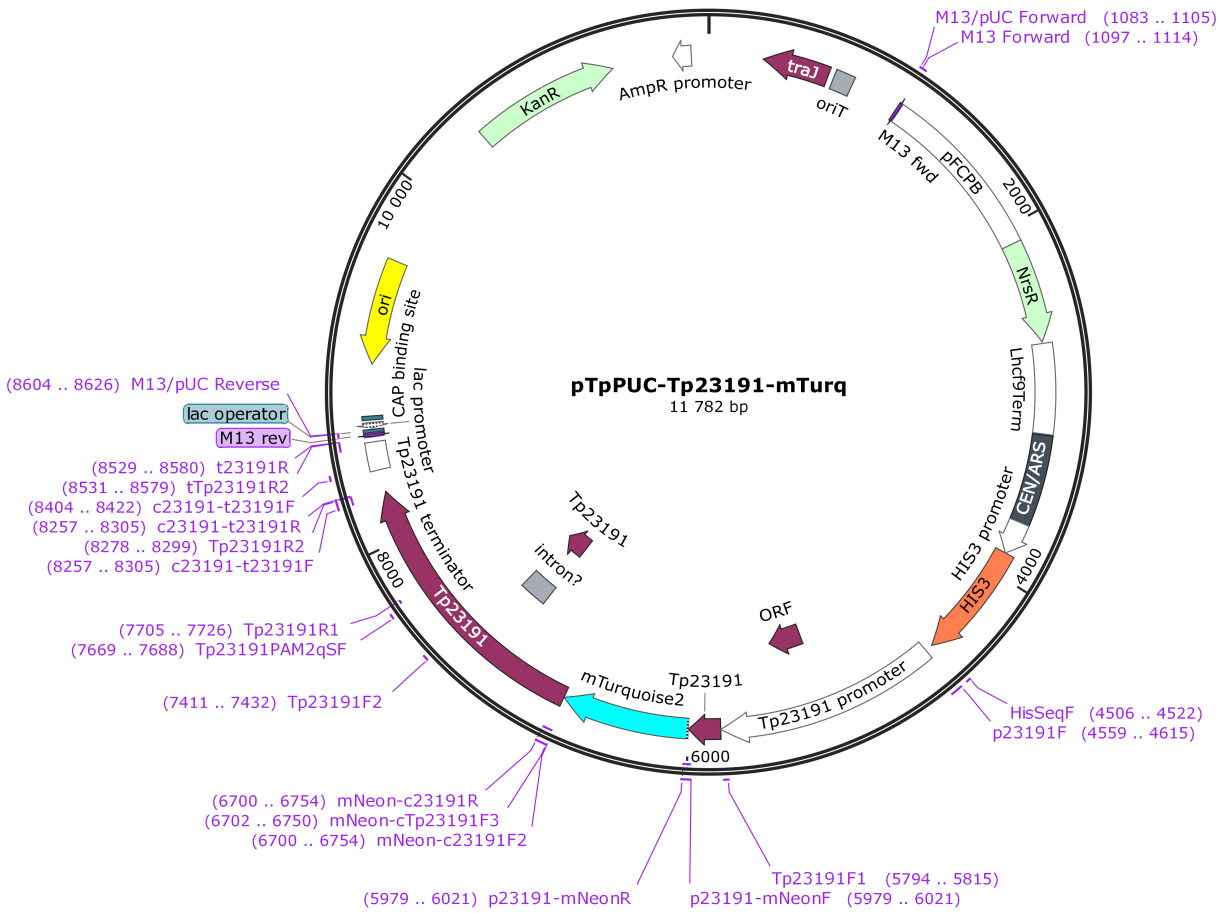 M13/pUC Forward (1083 .. 1105)
M13 Forward (1097 .. 1114)
traJ
oriT
AmpR promoter
KanR
M13 fwd
pFCPB
2000
NrsR
Lhcf9Term
CEN/ARS
HIS3 promoter
4000
HIS3
10 000
ori
CAP binding site
lac promoter
(8604 .. 8626) M13/pUC Reverse
lac operator
M13 rev
(8529 .. 8580) t23191R
(8531 .. 8579) tTp23191R2
(8404 .. 8422) c23191-t23191F
(8257 .. 8305) c23191-t23191R
(8278 .. 8299) Tp23191R2
(8257 .. 8305) c23191-t23191F
Tp23191 terminator
8000
Tp23191
pTpPUC-Tp23191-mTurq
11 782 bp
Tp23191
intron?
ORF
(7705 .. 7726) Tp23191R1
(7669 .. 7688) Tp23191PAM2qSF
(7411 .. 7432) Tp23191F2
mTurquoise2
Tp23191
Tp23191 promoter
6000
HisSeqF (4506 .. 4522)
p23191F (4559 .. 4615)
(6700 .. 6754) mNeon-c23191R
(6702 .. 6750) mNeon-cTp23191F3
(6700 .. 6754) mNeon-c23191F2
Tp23191F1 (5794 .. 5815)
(5979 .. 6021) p23191-mNeonR
p23191-mNeonF (5979 .. 6021)